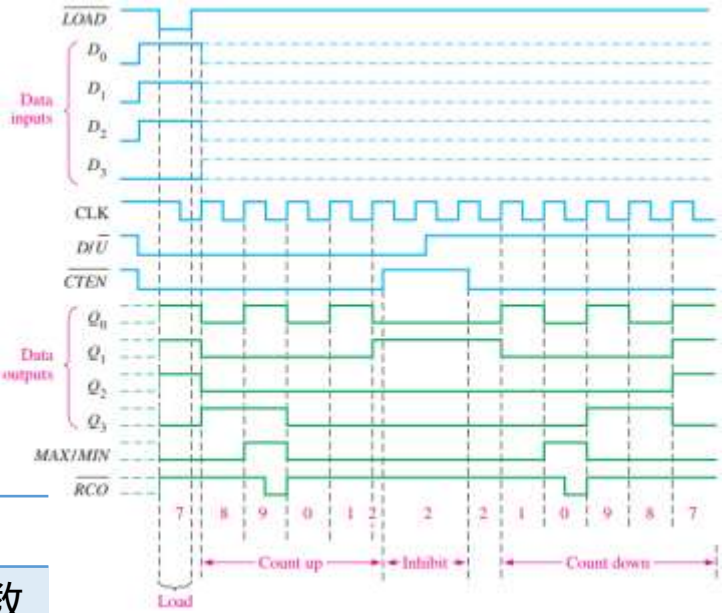 LOAD
D0
D1
Data inputs
D2
D3
CLK
D/U
CTEN
Q0
Q1
Data outputs
Q2
Q3
MAX/MIN
RCO
7 8 9 0 1 2 2 2 1 0 9 8 7
Count up Inhibit Count down
Load
数